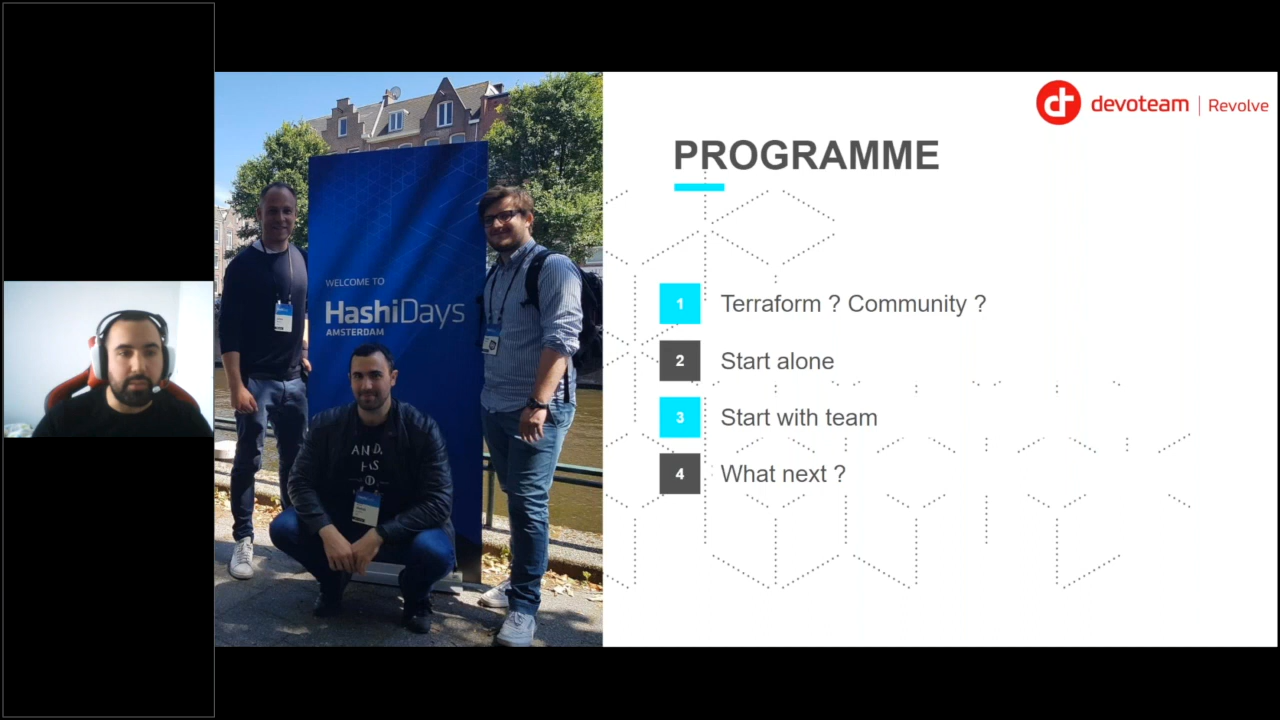 devoteam | Revolve
PROGRAMME
WELCOME TO
HashiDays
AMSTERDAM
AND.
1 Terraform ? Community ?
2 Start alone
3 Start with team
4 What next ?